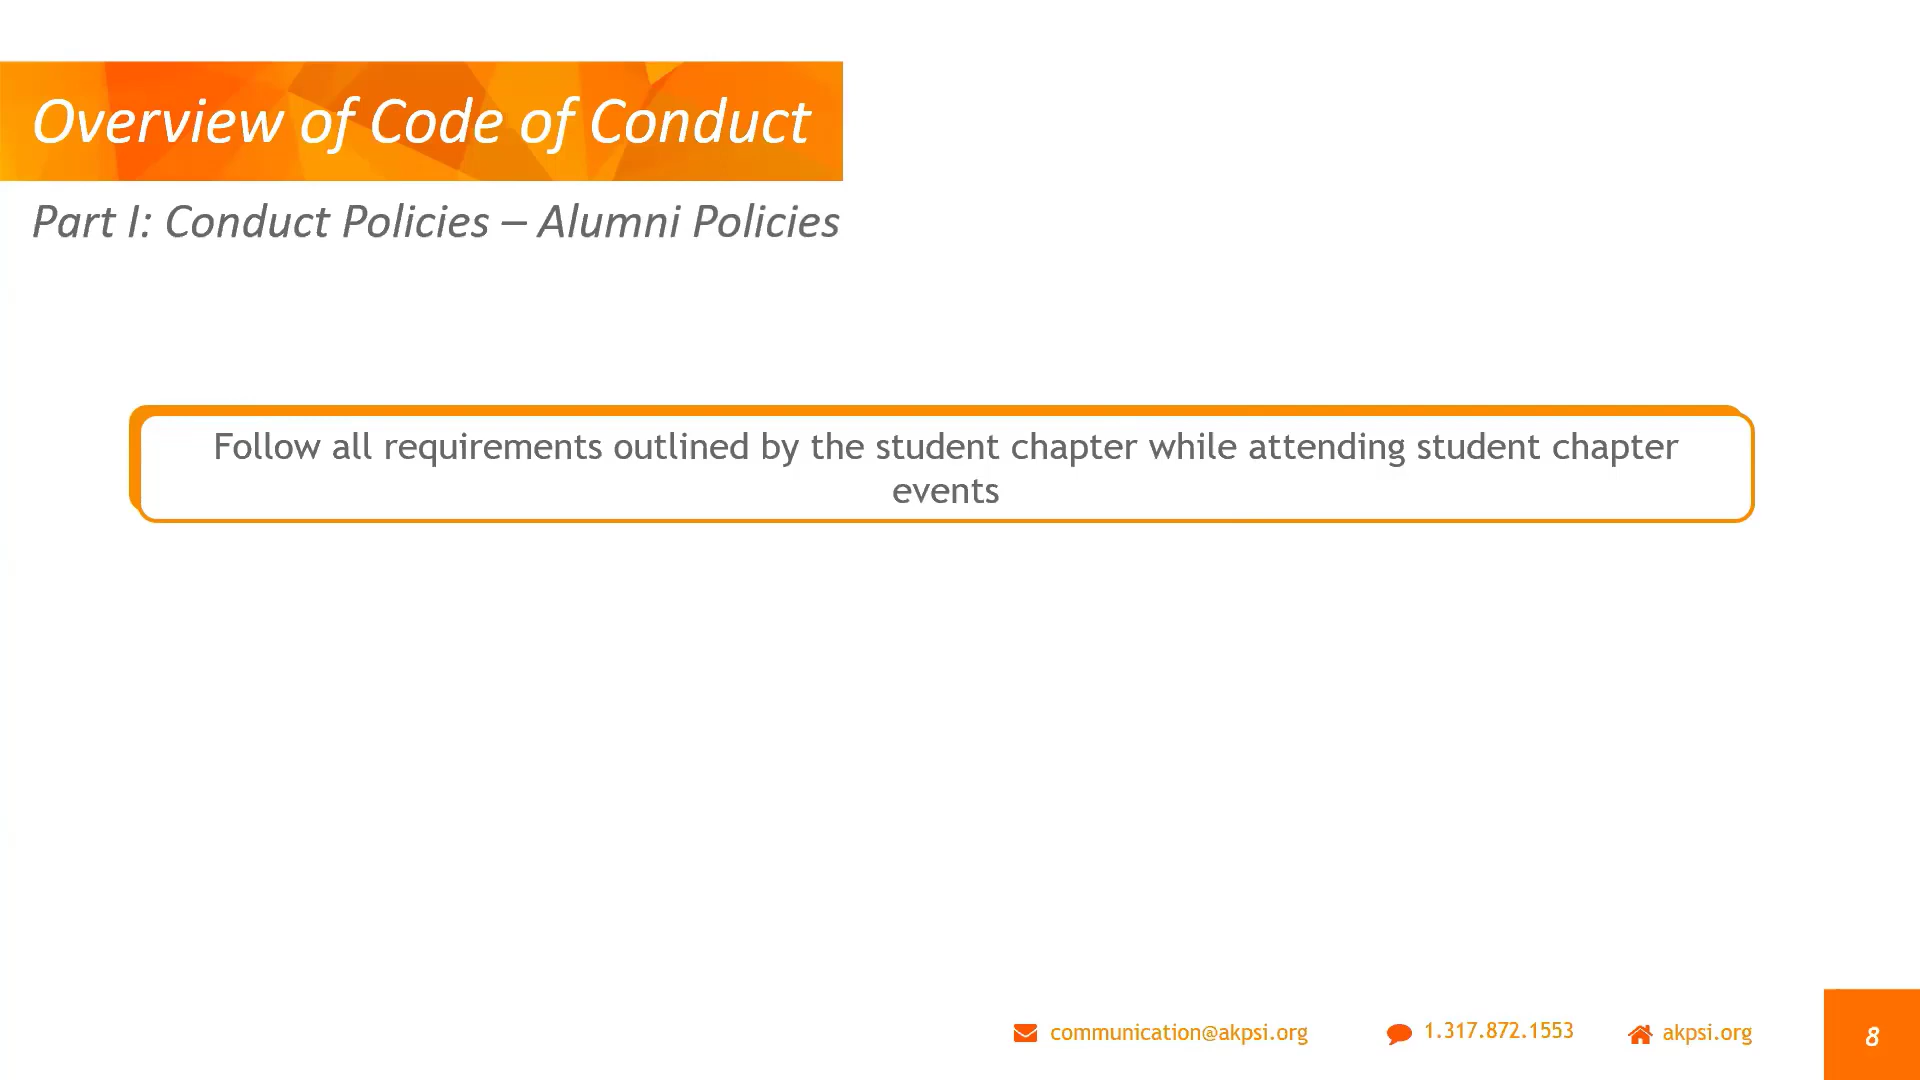 Overview of Code of Conduct
Part I: Conduct Policies – Alumni Policies
Follow all requirements outlined by the student chapter while attending student chapter
events
communication@akpsi.org
1.317.872.1553
akpsi.org
8